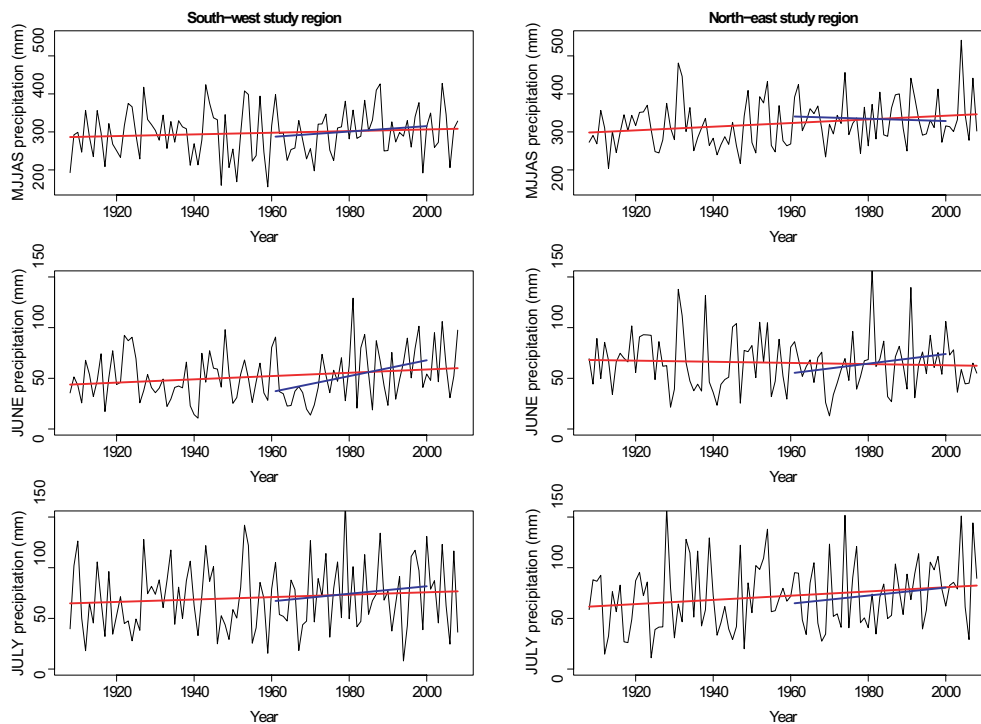 South−west study region
North−east study region
MJJAS precipitation (mm)
200 300 400 500
1920 1940 1960 1980 2000
Year
MJJAS precipitation (mm)
200 300 400 500
1920 1940 1960 1980 2000
Year
JUNE precipitation (mm)
0 50 100 150
1920 1940 1960 1980 2000
Year
JUNE precipitation (mm)
0 50 100 150
1920 1940 1960 1980 2000
Year
JULY precipitation (mm)
0 50 100 150
1920 1940 1960 1980 2000
Year
JULY precipitation (mm)
0 50 100 150
1920 1940 1960 1980 2000
Year